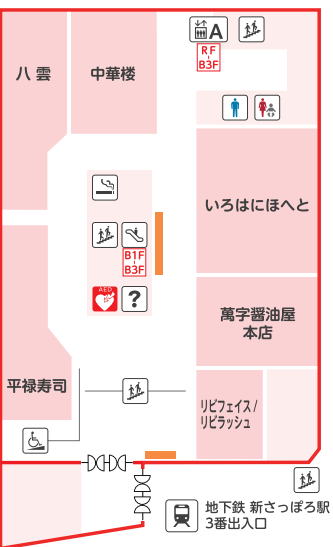 A
RF
B3F
八雲
中華楼
いろはにほへと
B1F
B3F
AED
?
萬字醤油屋
本店
平禄寿司
リビフェイス/
リビラッシュ
地下鉄 新さっぽろ駅
3番出入口